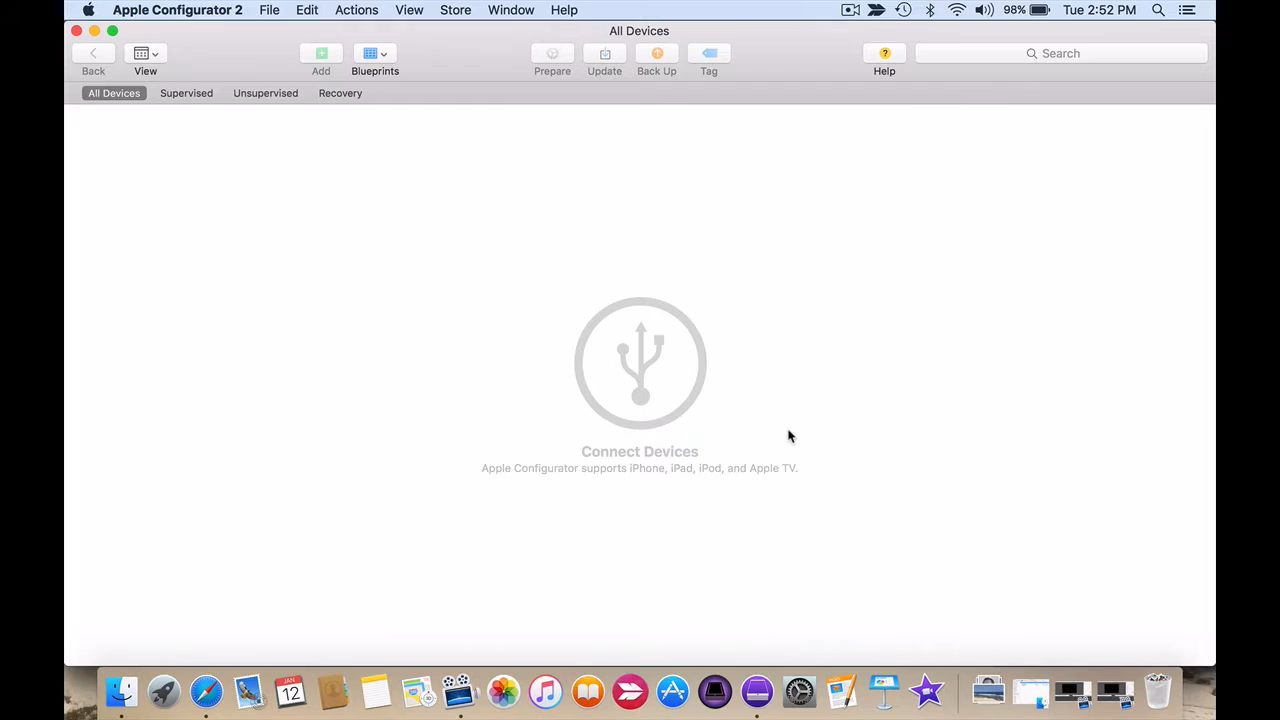 Apple Configurator 2 File Edit Actions View Store Window Help 98% Tue 2:52 PM
All Devices
Back View Add Blueprints Prepare Update Back Up Tag ? Help Search
All Devices Supervised Unsupervised Recovery
Connect Devices
Apple Configurator supports iPhone, iPad, iPod, and Apple TV.
JAN
12